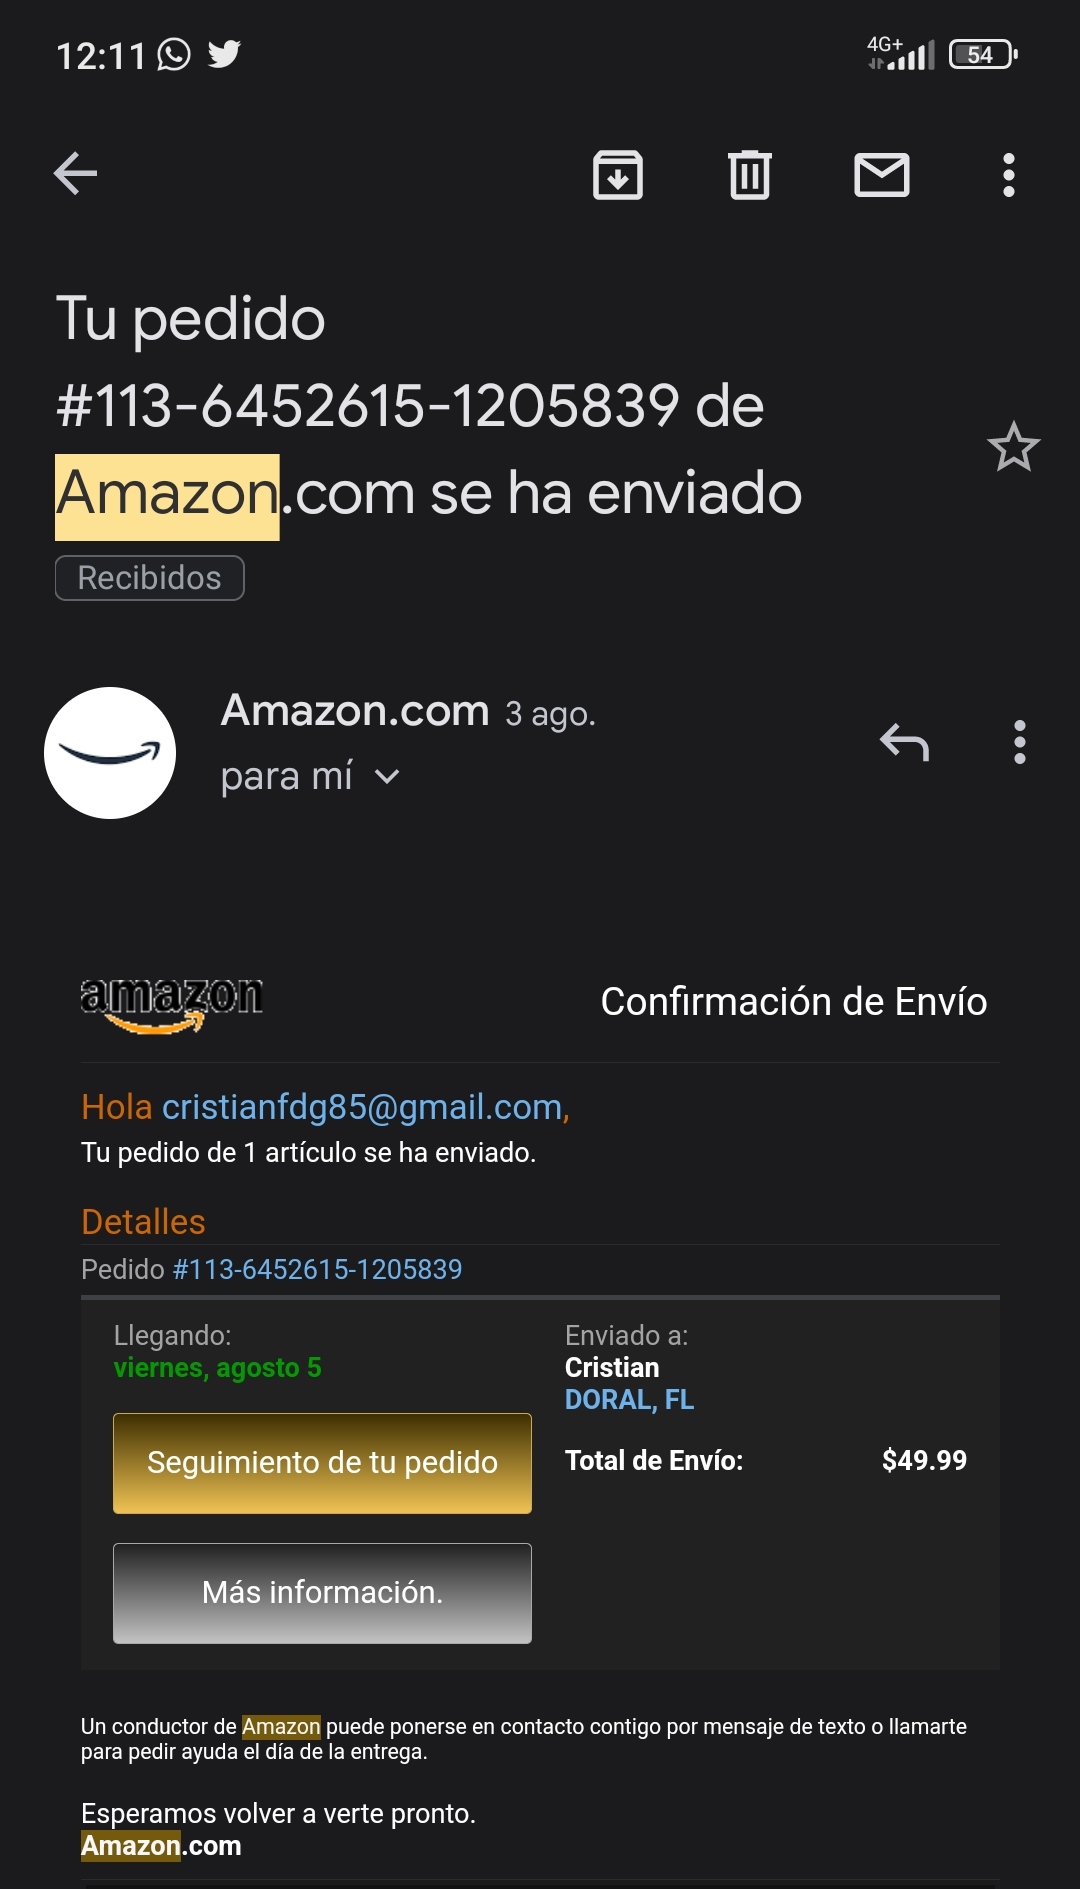 12:11
4G+
54
Tu pedido
#113-6452615-1205839 de
Amazon.com se ha enviado
Recibidos
Amazon.com 3 ago.
para mí
amazon
Confirmación de Envío
Hola cristianfdg85@gmail.com,
Tu pedido de 1 artículo se ha enviado.
Detalles
Pedido #113-6452615-1205839
Llegando:
viernes, agosto 5
Seguimiento de tu pedido
Más información.
Enviado a:
Cristian
DORAL, FL
Total de Envío: $49.99
Un conductor de Amazon puede ponerse en contacto contigo por mensaje de texto o llamarte
para pedir ayuda el día de la entrega.
Esperamos volver a verte pronto.
Amazon.com